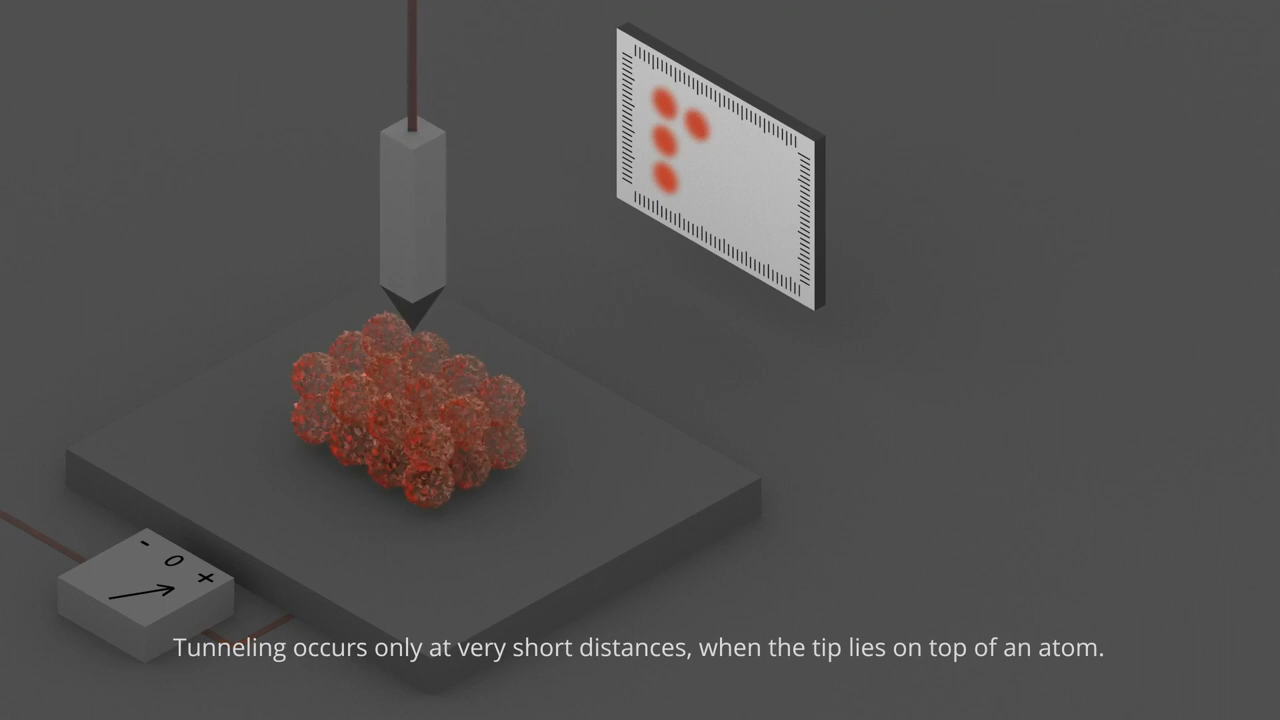 - 0 +
Tunneling occurs only at very short distances, when the tip lies on top of an atom.